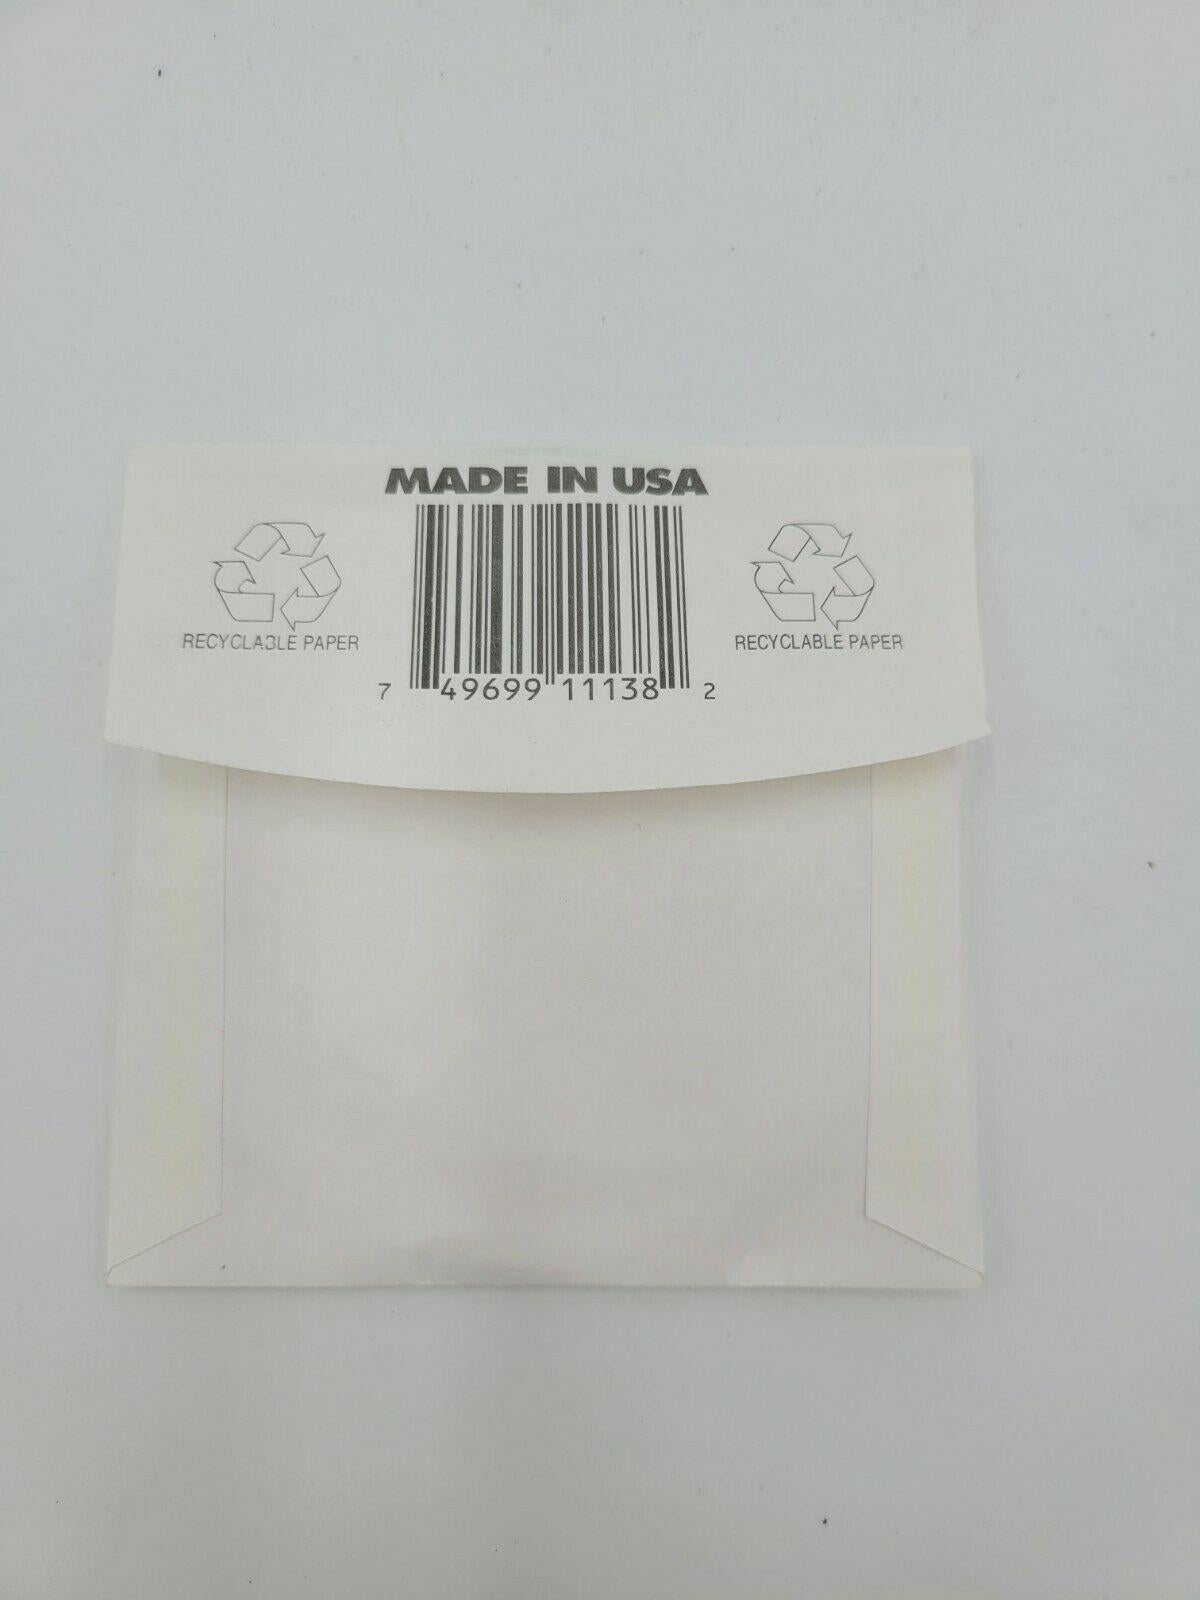 MADE IN USA
RECYCLABLE PAPER
RECYCLABLE PAPER
7 49699 11138 2